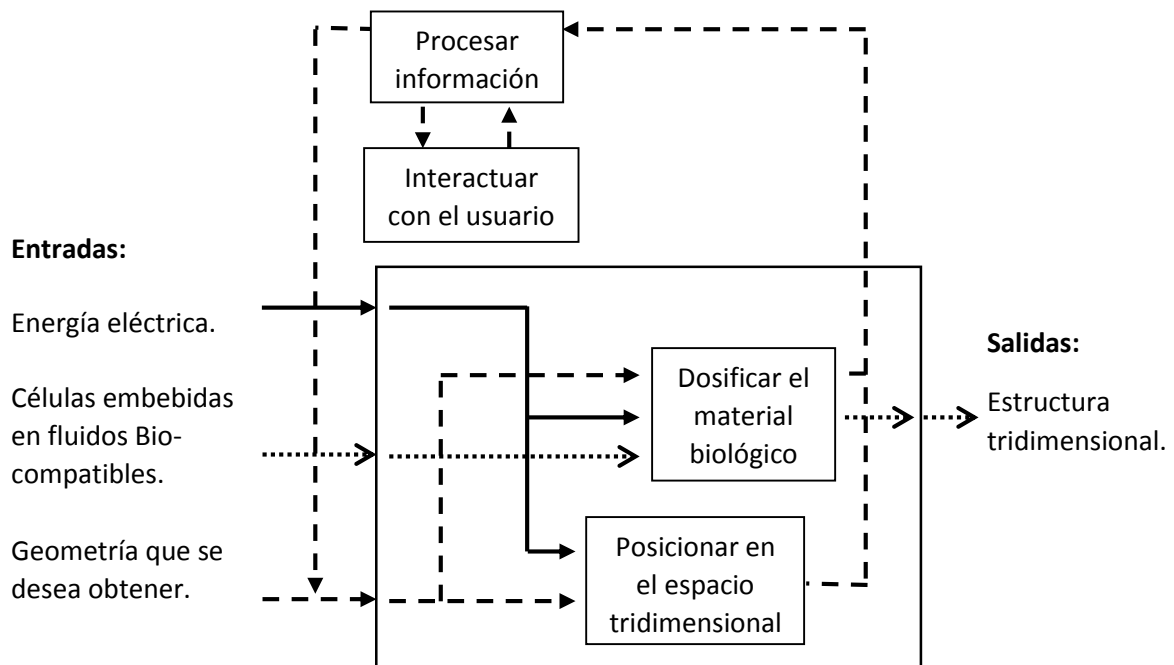 Procesar
información
Interactuar
con el usuario
Entradas:
Energía eléctrica.
Células embebidas
en fluidos Bio-
compatibles.
Geometría que se
desea obtener.
Dosificar el
material
biológico
Posicionar en
el espacio
tridimensional
Salidas:
Estructura
tridimensional.